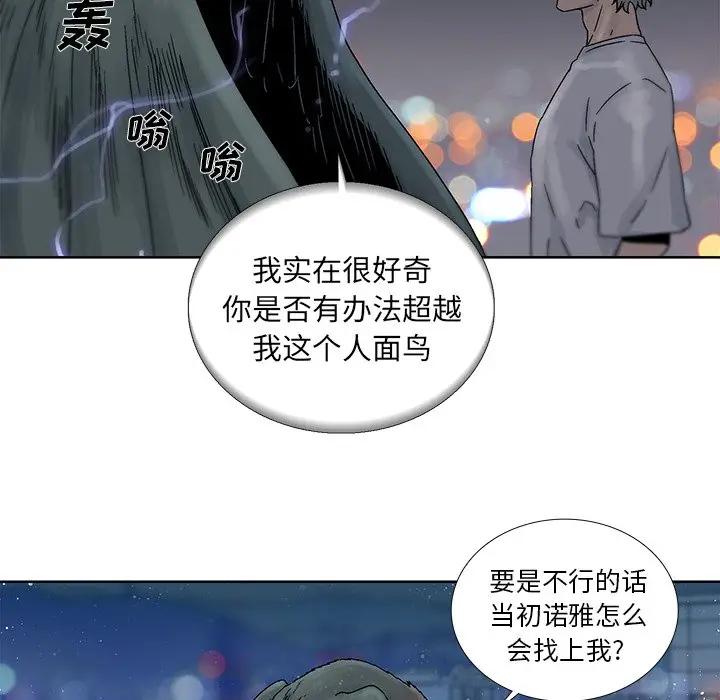 轰
嗡
嗡
我实在很好奇
你是否有办法超越
我这个人面鸟
要是不行的话
当初诺雅怎么
会找上我?